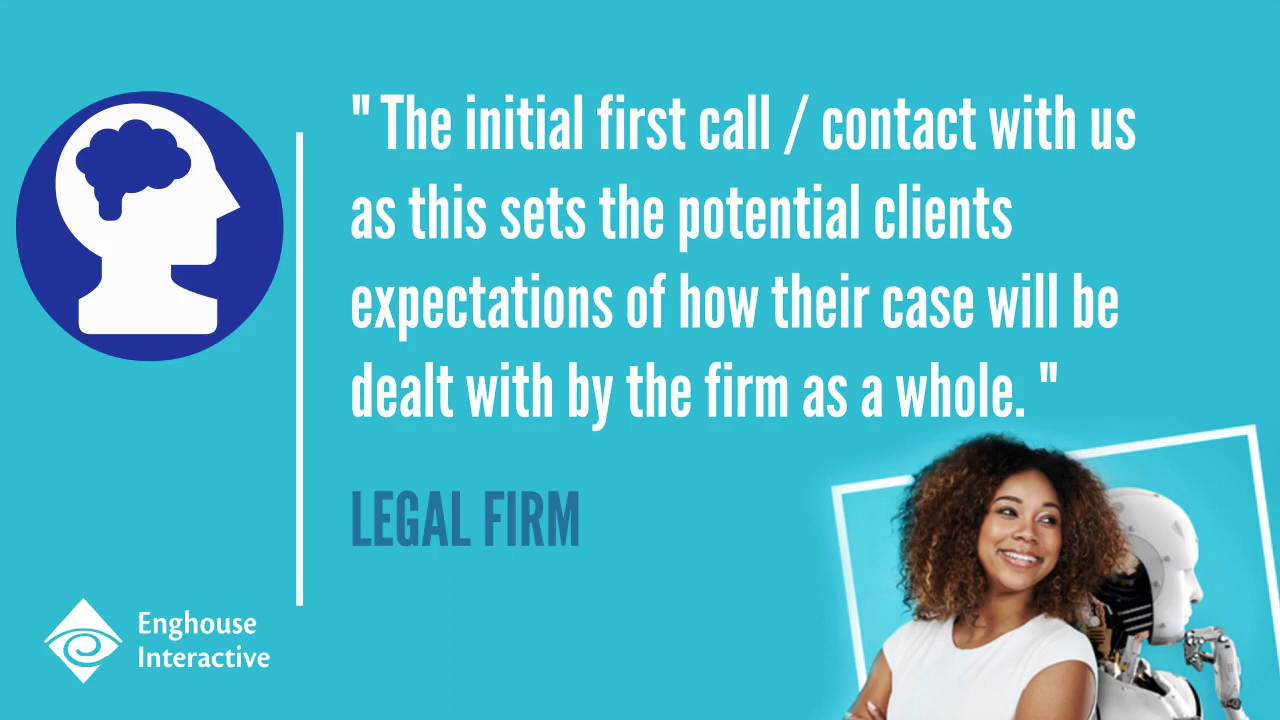 " The initial first call / contact with us
as this sets the potential clients
expectations of how their case will be
dealt with by the firm as a whole. "
LEGAL FIRM
Enghouse
Interactive